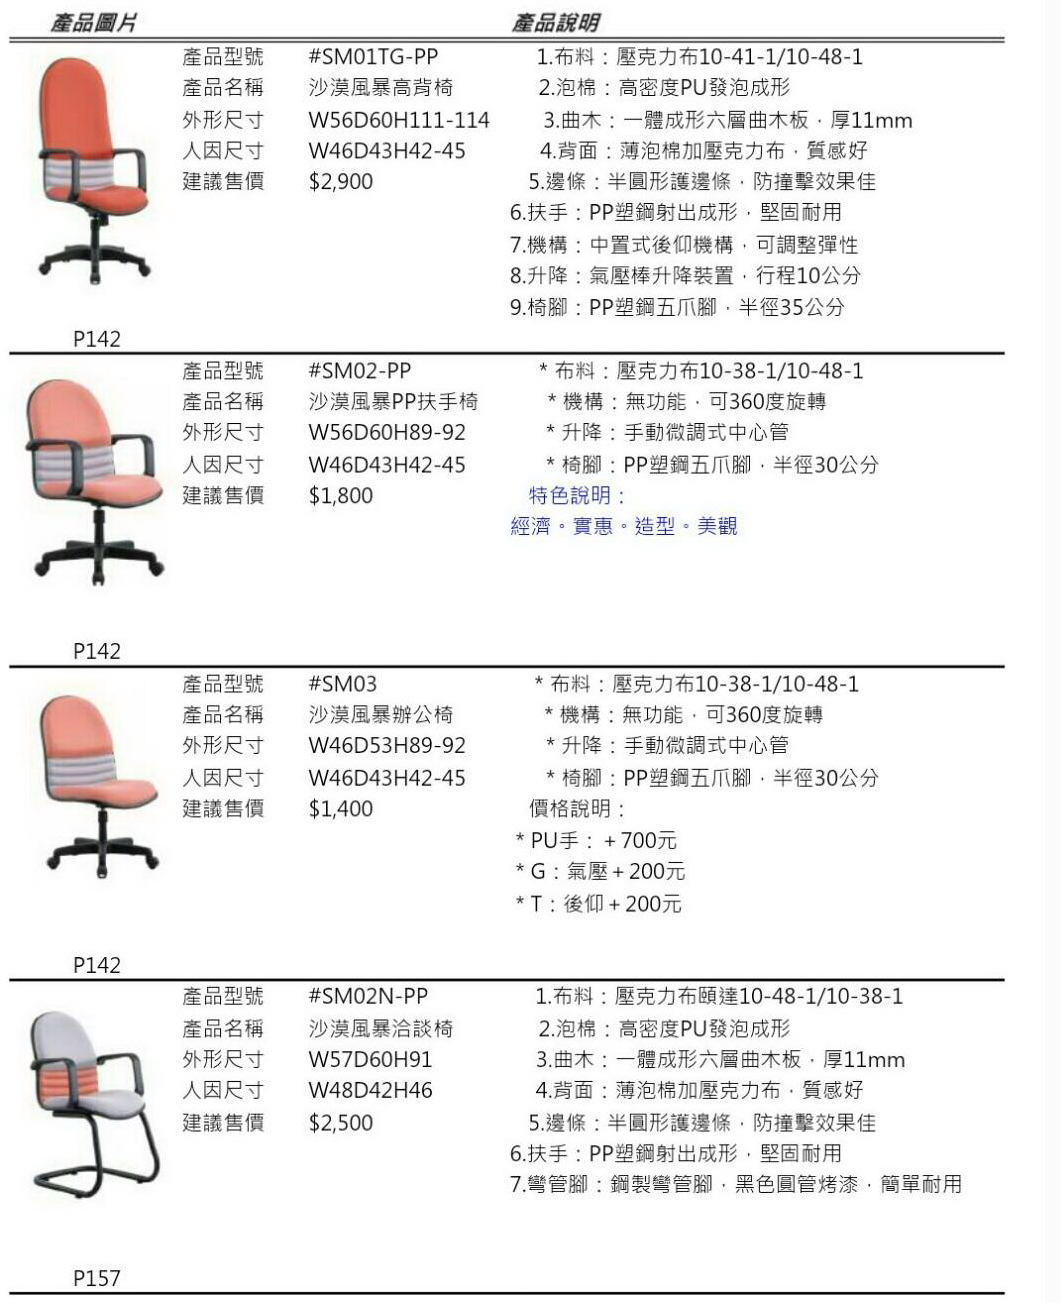 產品圖片 產品說明
產品型號 #SM01TG-PP 1.布料：壓克力布10-41-1/10-48-1
產品名稱 沙漠風暴高背椅 2.泡棉：高密度PU發泡成形
外形尺寸 W56D60H111-114 3.曲木：一體成形六層曲木板，厚11mm
人因尺寸 W46D43H42-45 4.背面：薄泡棉加壓克力布，質感好
建議售價 $2,900 5.邊條：半圓形護邊條，防撞擊效果佳
6.扶手：PP塑鋼射出成形，堅固耐用
7.機構：中置式後仰機構，可調整彈性
8.升降：氣壓棒升降裝置，行程10公分
9.椅腳：PP塑鋼五爪腳，半徑35公分
P142
產品型號 #SM02-PP * 布料：壓克力布10-38-1/10-48-1
產品名稱 沙漠風暴PP扶手椅 * 機構：無功能，可360度旋轉
外形尺寸 W56D60H89-92 * 升降：手動微調式中心管
人因尺寸 W46D43H42-45 * 椅腳：PP塑鋼五爪腳，半徑30公分
建議售價 $1,800 特色說明：
經濟。實惠。造型。美觀
P142
產品型號 #SM03 * 布料：壓克力布10-38-1/10-48-1
產品名稱 沙漠風暴辦公椅 * 機構：無功能，可360度旋轉
外形尺寸 W46D53H89-92 * 升降：手動微調式中心管
人因尺寸 W46D43H42-45 * 椅腳：PP塑鋼五爪腳，半徑30公分
建議售價 $1,400 價格說明：
* PU手：＋700元
* G：氣壓＋200元
* T：後仰＋200元
P142
產品型號 #SM02N-PP 1.布料：壓克力布頤達10-48-1/10-38-1
產品名稱 沙漠風暴洽談椅 2.泡棉：高密度PU發泡成形
外形尺寸 W57D60H91 3.曲木：一體成形六層曲木板，厚11mm
人因尺寸 W48D42H46 4.背面：薄泡棉加壓克力布，質感好
建議售價 $2,500 5.邊條：半圓形護邊條，防撞擊效果佳
6.扶手：PP塑鋼射出成形，堅固耐用
7.彎管腳：鋼製彎管腳，黑色圓管烤漆，簡單耐用
P157